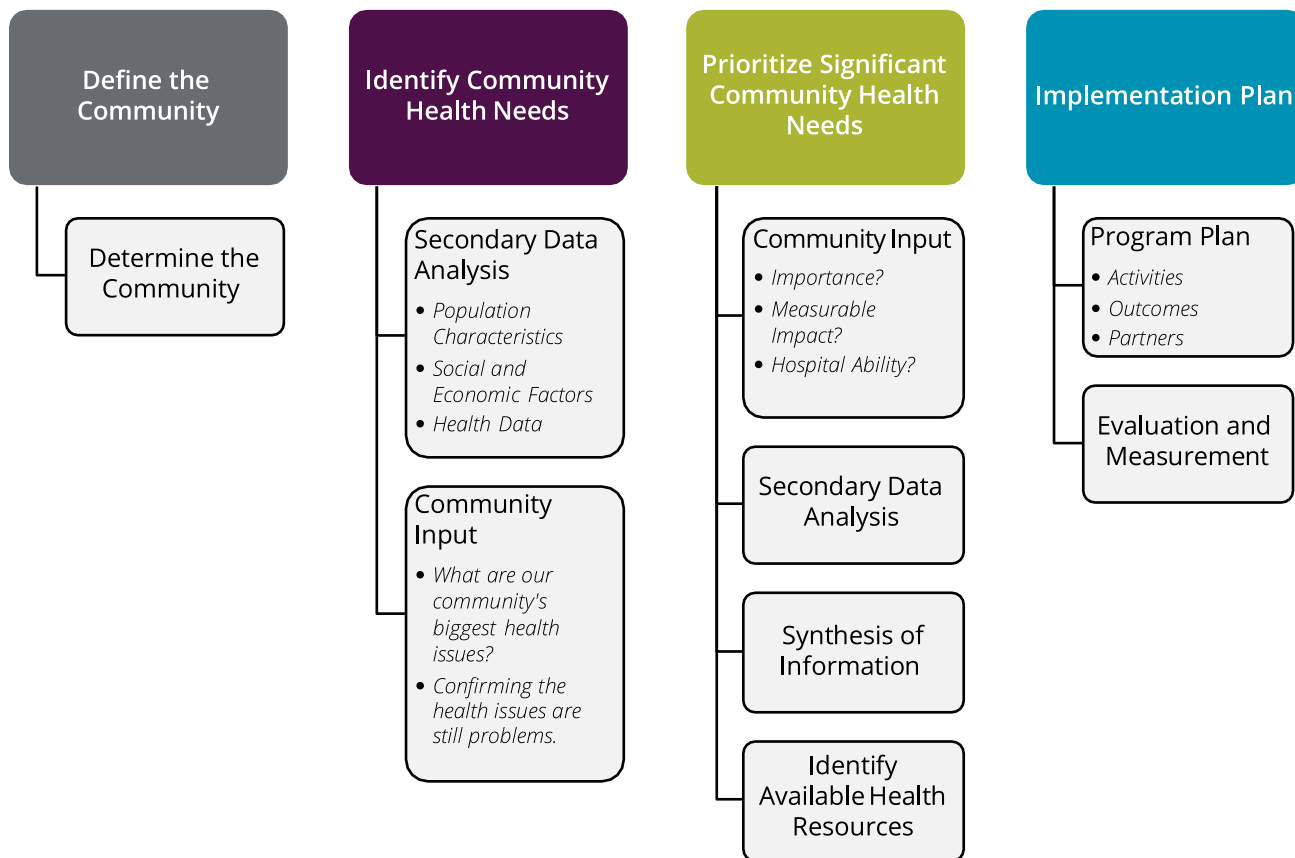 Define the
Community
Determine the
Community
Identify Community
Health Needs
Secondary Data
Analysis
• Population
Characteristics
• Social and
Economic Factors
• Health Data
Community
Input
• What are our
community's
biggest health
issues?
• Confirming the
health issues are
still problems.
Prioritize Significant
Community Health
Needs
Community Input
• Importance?
• Measurable
Impact?
• Hospital Ability?
Secondary Data
Analysis
Synthesis of
Information
Identify
Available Health
Resources
Implementation Plan
Program Plan
• Activities
• Outcomes
• Partners
Evaluation and
Measurement